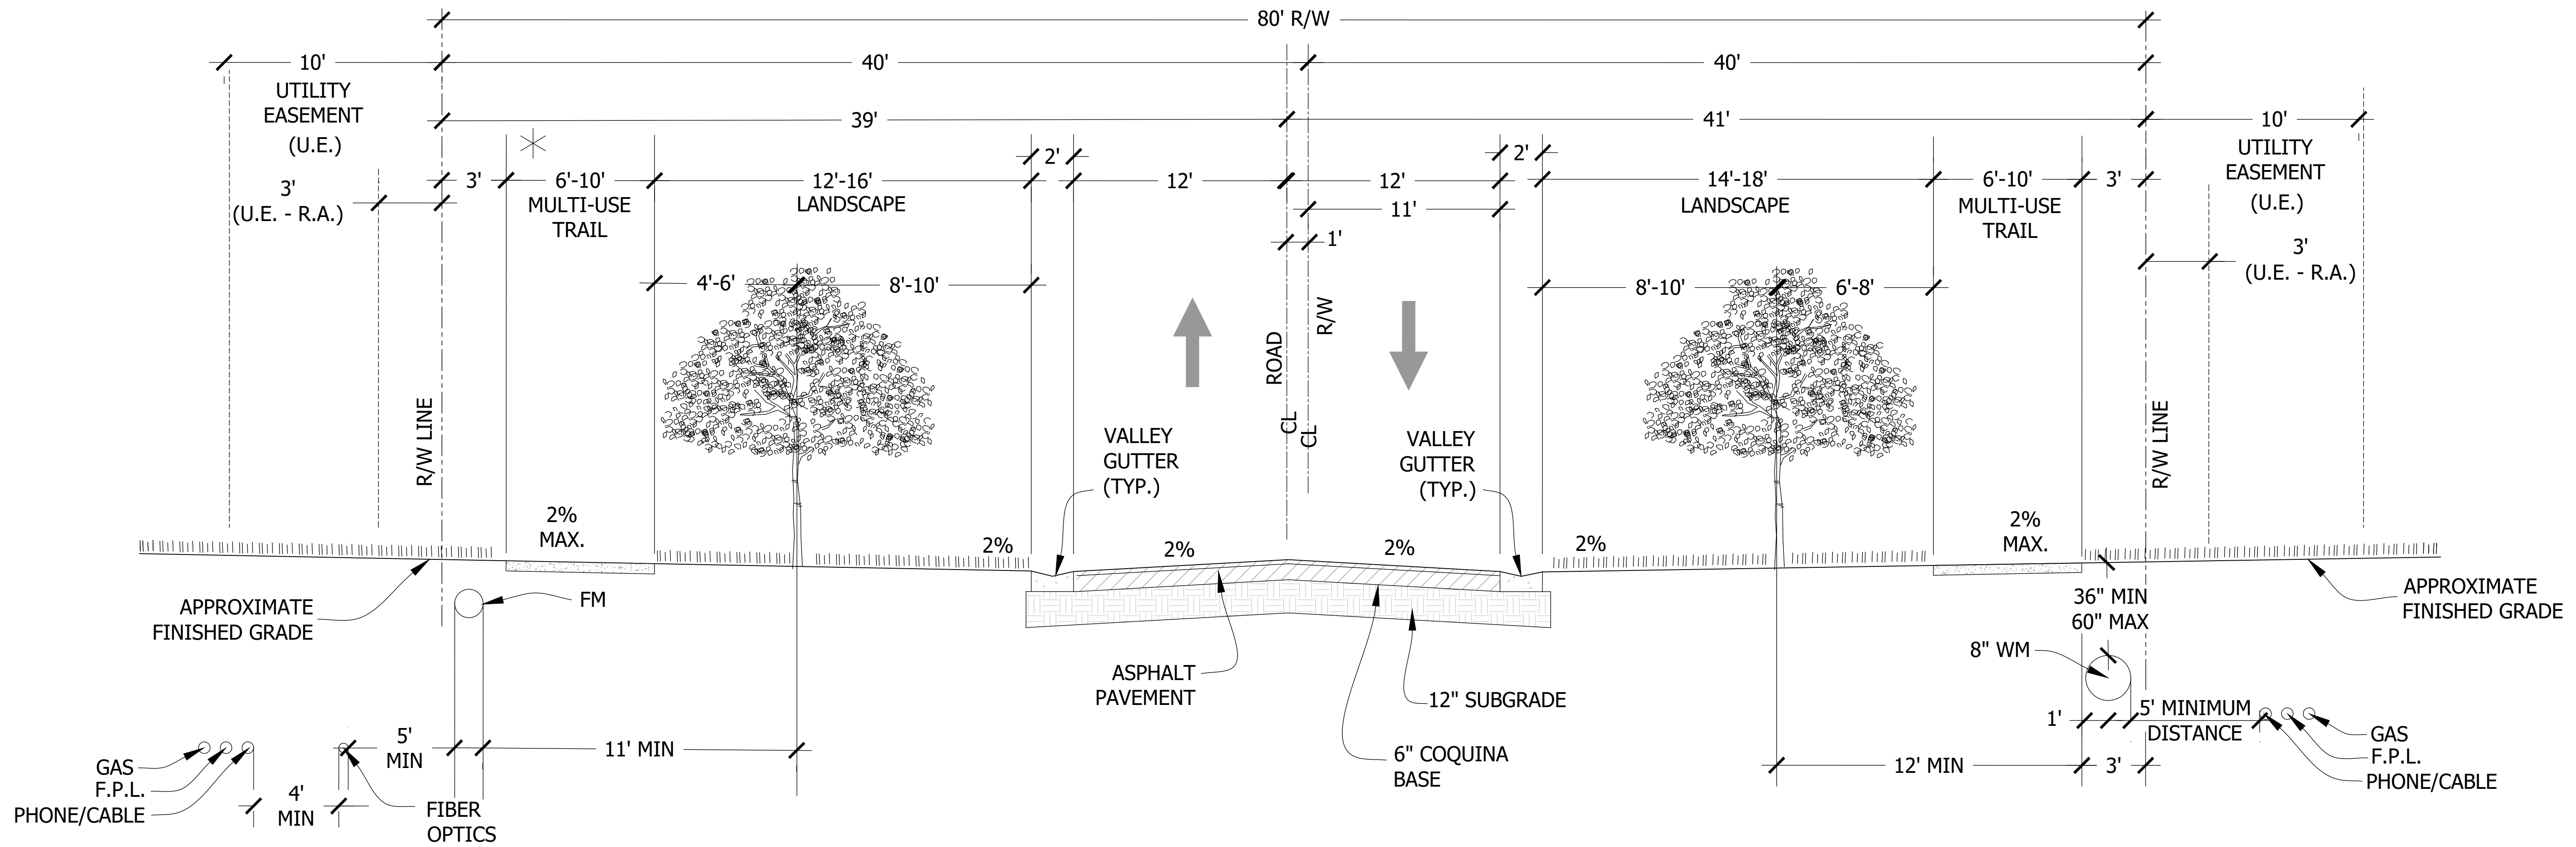 80' R/W
10'
40'
40'
UTILITY
EASEMENT
(U.E.)
39'
41'
10'
UTILITY
EASEMENT
(U.E.)
3'
(U.E. - R.A.)
3'
6'-10'
MULTI-USE
TRAIL
12'-16'
LANDSCAPE
2'
12'
12'
2'
11'
1'
14'-18'
LANDSCAPE
6'-10'
MULTI-USE
TRAIL
3'
3'
(U.E. - R.A.)
4'-6'
8'-10'
8'-10'
6'-8'
R/W LINE
ROAD
CL
R/W
CL
R/W LINE
VALLEY
GUTTER
(TYP.)
VALLEY
GUTTER
(TYP.)
2%
MAX.
2%
2%
2%
2%
2%
MAX.
APPROXIMATE
FINISHED GRADE
FM
36" MIN
60" MAX
APPROXIMATE
FINISHED GRADE
8" WM
ASPHALT
PAVEMENT
12" SUBGRADE
6" COQUINA
BASE
5'
MIN
11' MIN
1'
5' MINIMUM
DISTANCE
12' MIN
3'
GAS
F.P.L.
PHONE/CABLE
4'
MIN
FIBER
OPTICS
GAS
F.P.L.
PHONE/CABLE